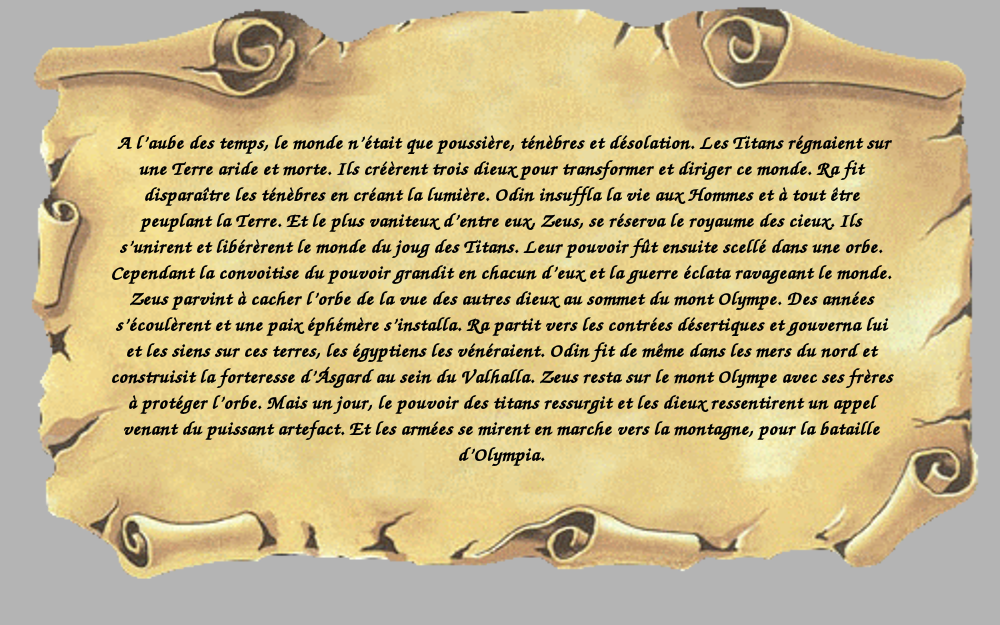 A l'aube des temps, le monde n'était que poussière, ténèbres et désolation. Les Titans régnaient sur
une Terre aride et morte. Ils créèrent trois dieux pour transformer et diriger ce monde. Ra fit
disparaître les ténèbres en créant la lumière. Odin insuffla la vie aux Hommes et à tout être
peuplant la Terre. Et le plus vaniteux d'entre eux, Zeus, se réserva le royaume des cieux. Ils
s'unirent et libérèrent le monde du joug des Titans. Leur pouvoir fût ensuite scellé dans une orbe.
Cependant la convoitise du pouvoir grandit en chacun d'eux et la guerre éclata ravageant le monde.
Zeus parvint à cacher l'orbe de la vue des autres dieux au sommet du mont Olympe. Des années
s'écoulèrent et une paix éphémère s'installa. Ra partit vers les contrées désertiques et gouverna lui
et les siens sur ces terres, les égyptiens les vénéraient. Odin fit de même dans les mers du nord et
construisit la forteresse d'Ásgard au sein du Valhalla. Zeus resta sur le mont Olympe avec ses frères
à protéger l'orbe. Mais un jour, le pouvoir des titans ressurgit et les dieux ressentirent un appel
venant du puissant artefact. Et les armées se mirent en marche vers la montagne, pour la bataille
d'Olympia.